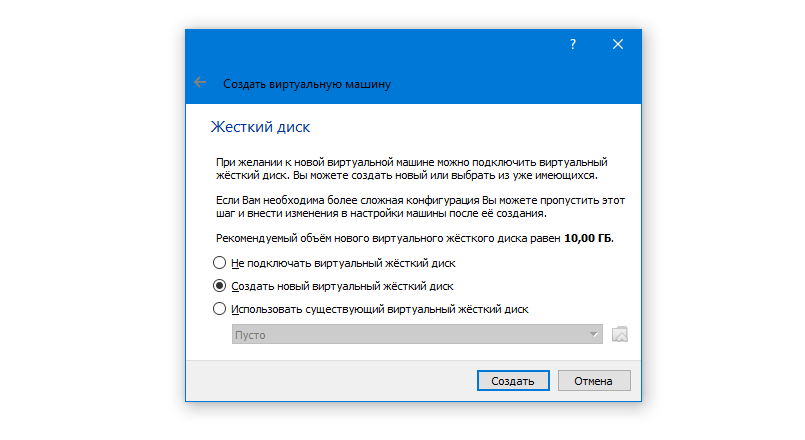 ?
Создать виртуальную машину
Жесткий диск
При желании к новой виртуальной машине можно подключить виртуальный
жёсткий диск. Вы можете создать новый или выбрать из уже имеющихся.
Если Вам необходима более сложная конфигурация Вы можете пропустить этот
шаг и внести изменения в настройки машины после её создания.
Рекомендуемый объём нового виртуального жёсткого диска равен 10,00 ГБ.
Не подключать виртуальный жёсткий диск
Создать новый виртуальный жёсткий диск
Использовать существующий виртуальный жёсткий диск
Пусто
Создать
Отмена